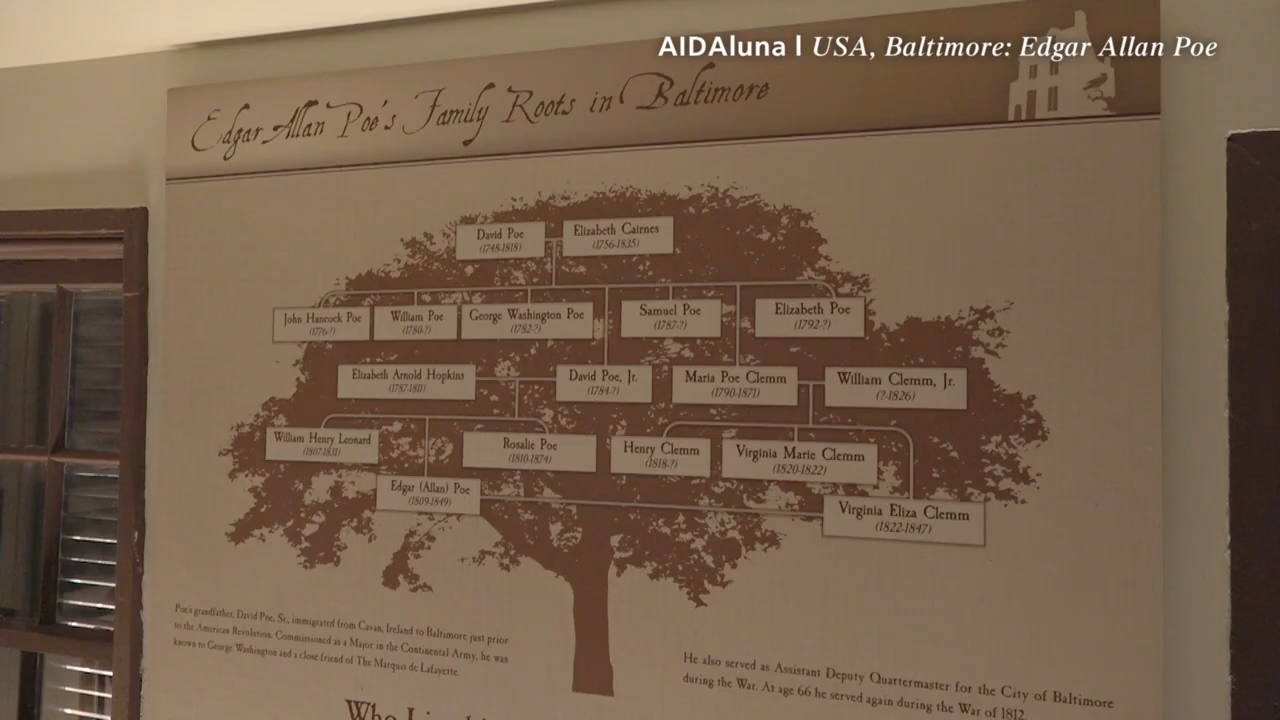 AIDAluna | USA, Baltimore: Edgar Allan Poe
Edgar Allan Poe's Family Roots in Baltimore
David Poe
(1748-1818)
Elizabeth Cairnes
(1756-1835)
John Hancock Poe
(1776-?)
William Poe
(1780-?)
George Washington Poe
(1782-?)
Samuel Poe
(1787-?)
Elizabeth Poe
(1792-?)
Elizabeth Arnold Hopkins
(1787-1811)
David Poe, Jr.
(1784-?)
Maria Poe Clemm
(1790-1871)
William Clemm, Jr.
(?-1826)
William Henry Leonard
(1807-1831)
Rosalie Poe
(1810-1874)
Henry Clemm
(1818-?)
Virginia Marie Clemm
(1820-1822)
Edgar (Allan) Poe
(1809-1849)
Virginia Eliza Clemm
(1822-1847)
Poe's grandfather, David Poe, Sr., immigrated from Cavan, Ireland to Baltimore just prior
to the American Revolution. Commissioned as a Major in the Continental Army, he was
known to George Washington and a close friend of The Marquis de Lafayette.
He also served as Assistant Deputy Quartermaster for the City of Baltimore
during the War. At age 66 he served again during the War of 1812.
Who